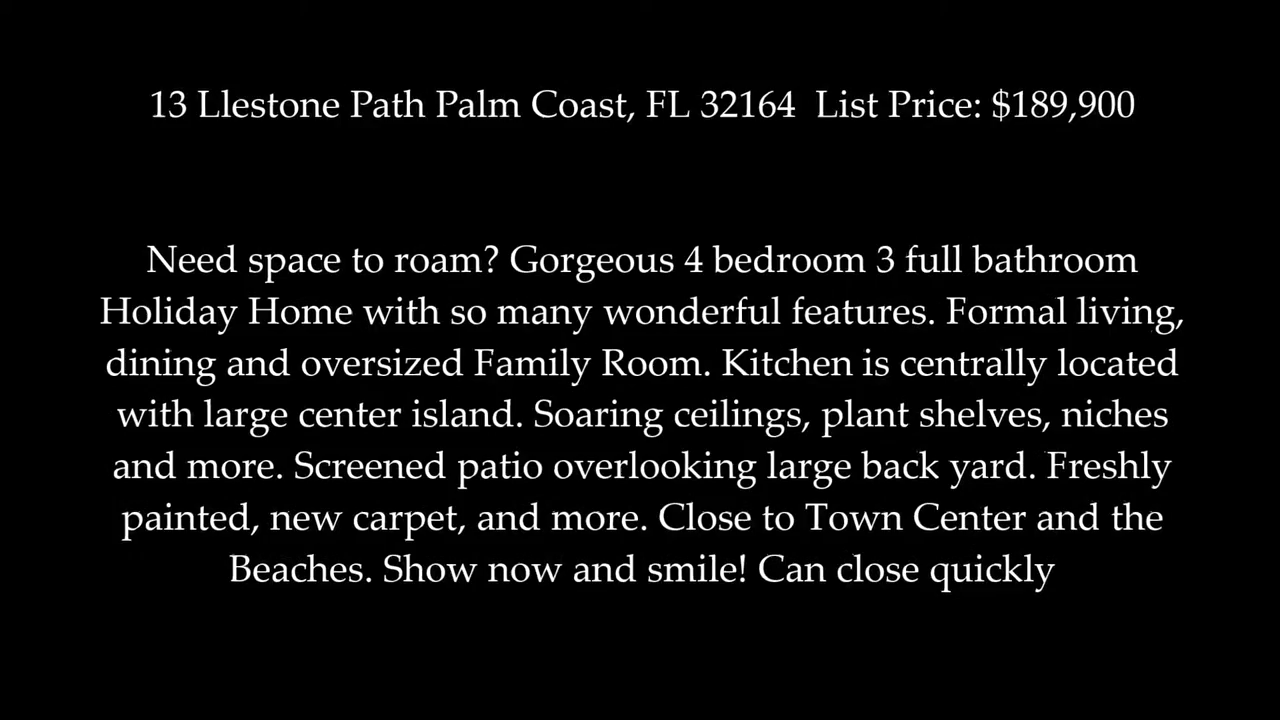 13 Llestone Path Palm Coast, FL 32164  List Price: $189,900
Need space to roam? Gorgeous 4 bedroom 3 full bathroom
Holiday Home with so many wonderful features. Formal living,
dining and oversized Family Room. Kitchen is centrally located
with large center island. Soaring ceilings, plant shelves, niches
and more. Screened patio overlooking large back yard. Freshly
painted, new carpet, and more. Close to Town Center and the
Beaches. Show now and smile! Can close quickly